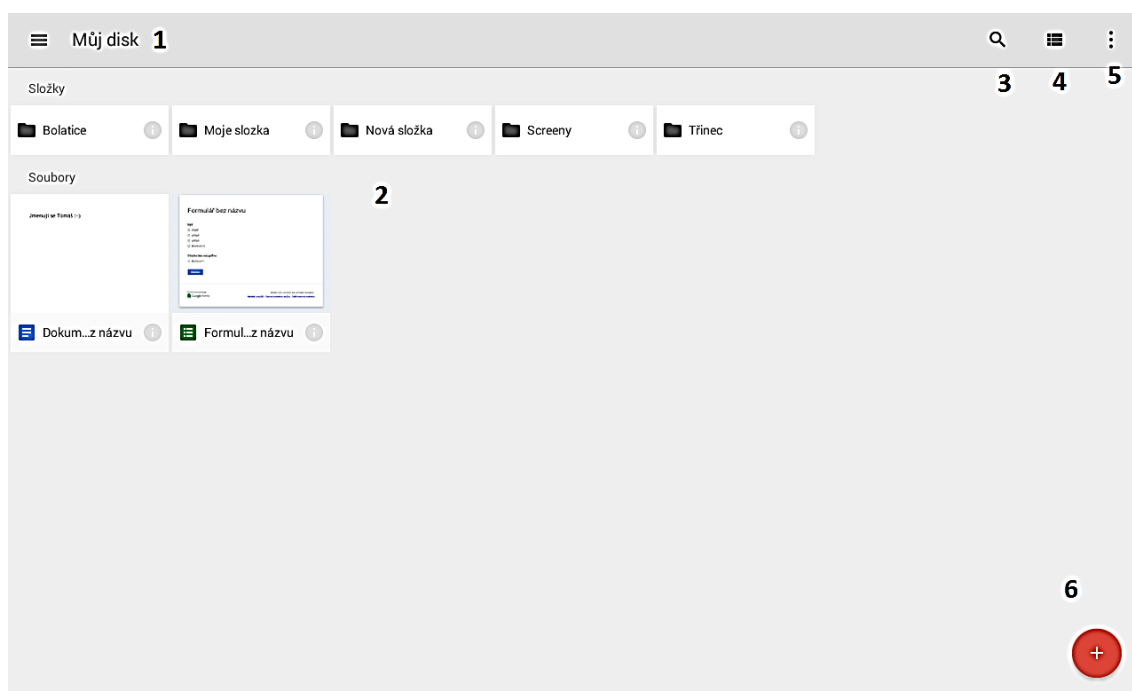 Můj disk 1
3 4 5
Složky
Bolatice Moje slozka Nová složka Screeny Třinec
Soubory
2
Jmenuji se Tomáš :-)
Formulář bez názvu
Dokum...z názvu Formul...z názvu
6